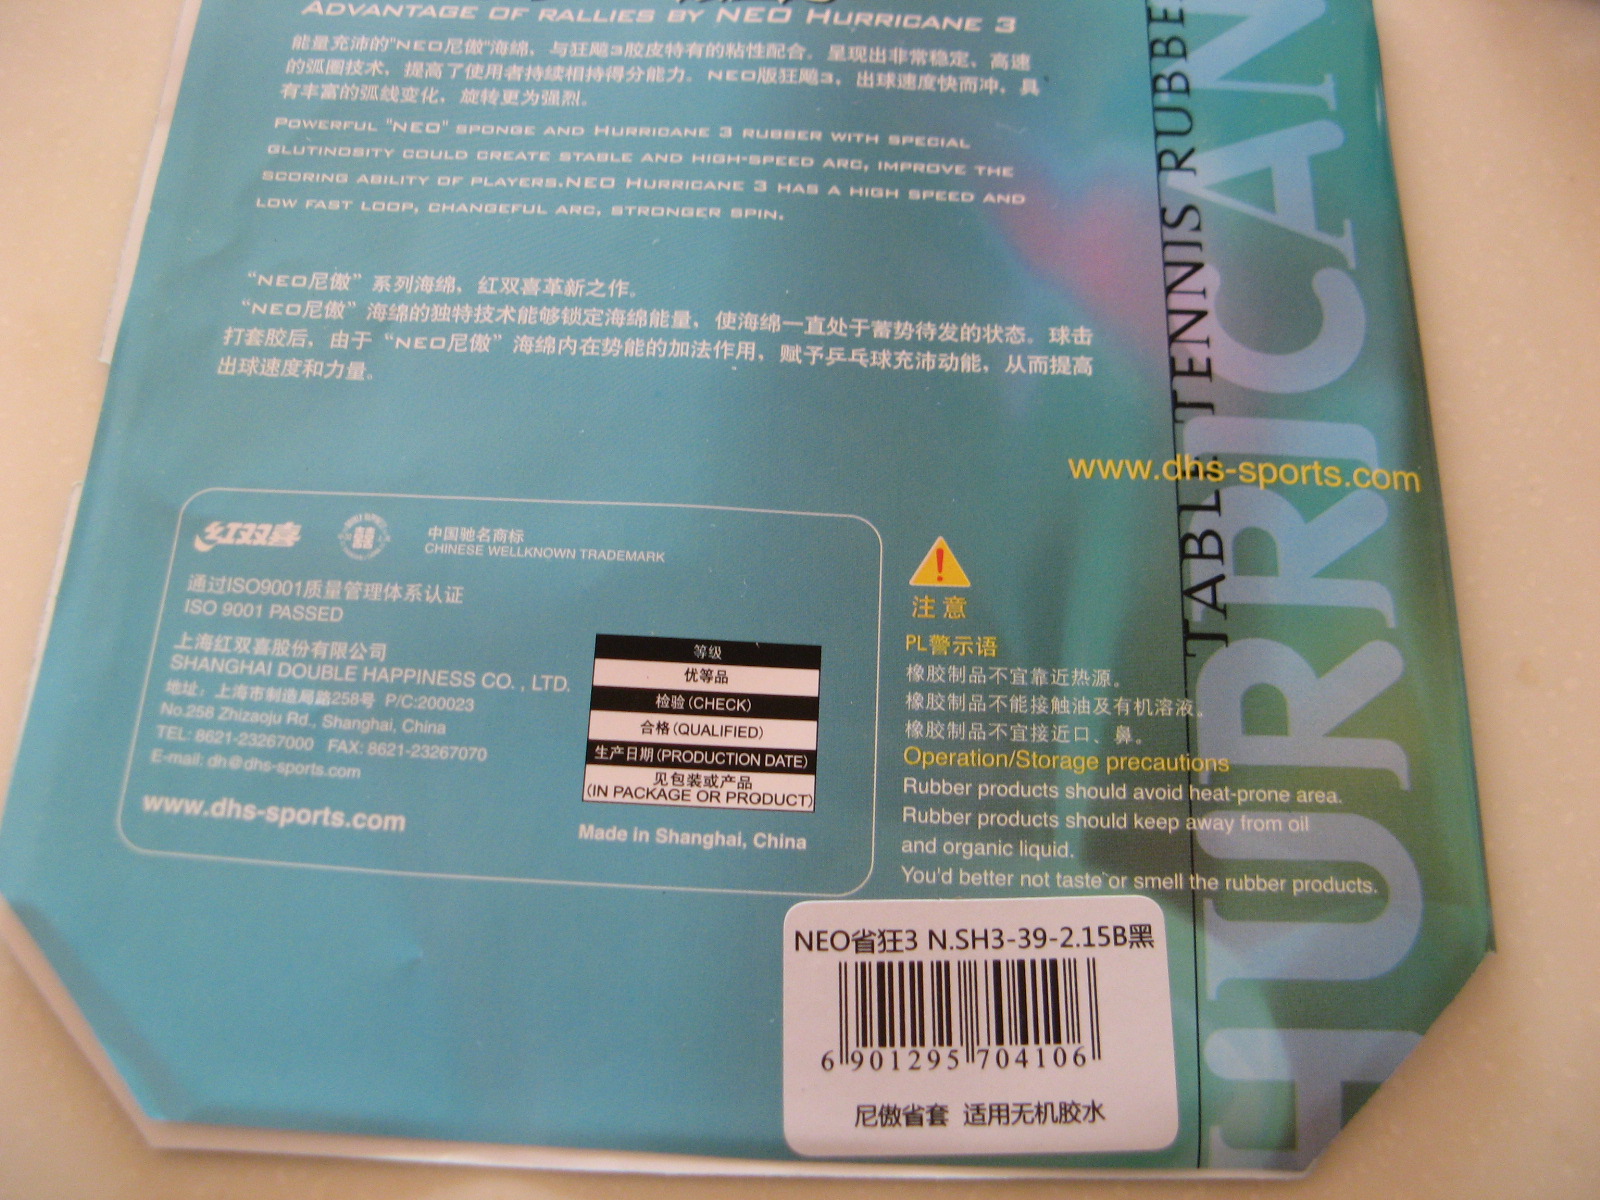 ADVANTAGE OF RALLIES BY NEO HURRICANE 3
能量充沛的"NEO尼傲"海绵、与狂飚3胶皮特有的粘性配合。呈现出非常稳定、高速
的弧圈技术，提高了使用者持续相持得分能力。NEO版狂飚3，出球速度快而冲，具
有丰富的弧线变化，旋转更为强烈。
POWERFUL "NEO" SPONGE AND HURRICANE 3 RUBBER WITH SPECIAL
GLUTINOSITY COULD CREATE STABLE AND HIGH-SPEED ARC, IMPROVE THE
SCORING ABILITY OF PLAYERS.NEO HURRICANE 3 HAS A HIGH SPEED AND
LOW FAST LOOP, CHANGEFUL ARC, STRONGER SPIN.
“NEO尼傲”系列海绵，红双喜革新之作。
“NEO尼傲”海绵的独特技术能够锁定海绵能量，使海绵一直处于蓄势待发的状态。球击
打套胶后，由于“NEO尼傲”海绵内在势能的加法作用，赋予乒乓球充沛动能，从而提高
出球速度和力量。
www.dhs-sports.com
红双喜
中国驰名商标
CHINESE WELLKNOWN TRADEMARK
通过ISO9001质量管理体系认证
ISO 9001 PASSED
上海红双喜股份有限公司
SHANGHAI DOUBLE HAPPINESS CO. , LTD.
地址：上海市制造局路258号 P/C:200023
No.258 Zhizaoju Rd., Shanghai, China
TEL: 8621-23267000 FAX: 8621-23267070
E-mail: dh@dhs-sports.com
www.dhs-sports.com
等级
优等品
检验(CHECK)
合格(QUALIFIED)
生产日期(PRODUCTION DATE)
见包装或产品
(IN PACKAGE OR PRODUCT)
Made in Shanghai, China
注意
PL警示语
橡胶制品不宜靠近热源。
橡胶制品不能接触油及有机溶液。
橡胶制品不宜接近口、鼻。
Operation/Storage precautions
Rubber products should avoid heat-prone area.
Rubber products should keep away from oil
and organic liquid.
You'd better not taste or smell the rubber products.
NEO省狂3 N.SH3-39-2.15B黑
6 901295 704106
尼傲省套 适用无机胶水
TABLE TENNIS RUBBE
HURRICAN